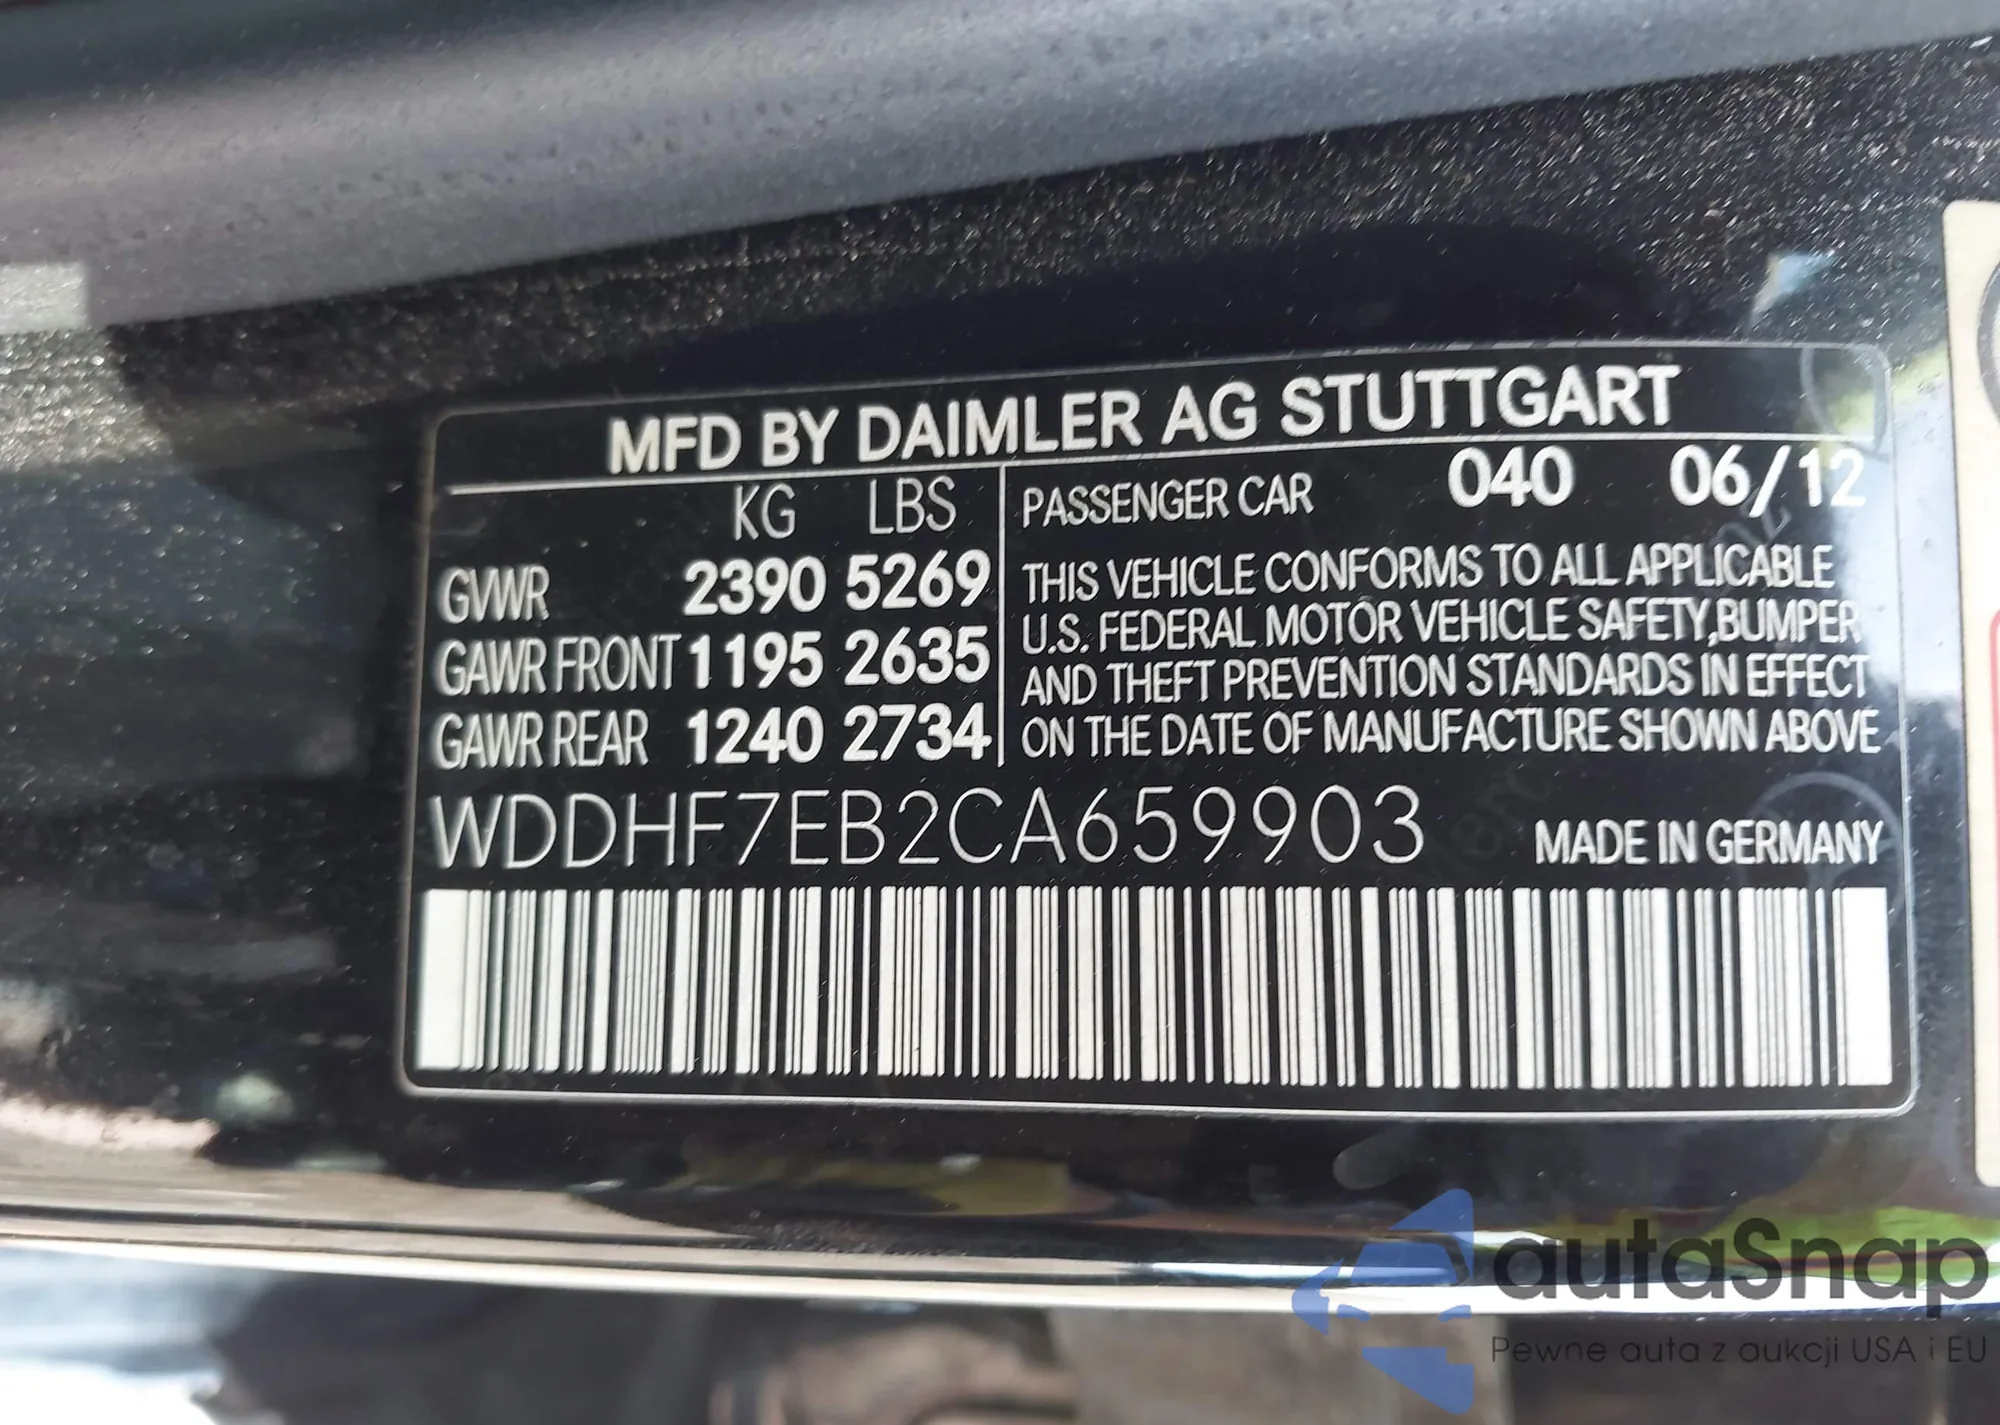 MFD BY DAIMLER AG STUTTGART
KG LBS
GVWR 2390 5269
GAWR FRONT 1195 2635
GAWR REAR 1240 2734
PASSENGER CAR 040 06/12
THIS VEHICLE CONFORMS TO ALL APPLICABLE
U.S. FEDERAL MOTOR VEHICLE SAFETY,BUMPER
AND THEFT PREVENTION STANDARDS IN EFFECT
ON THE DATE OF MANUFACTURE SHOWN ABOVE
WDDHF7EB2CA659903 MADE IN GERMANY
autaSnap
Pewne auta z aukcji USA i EU